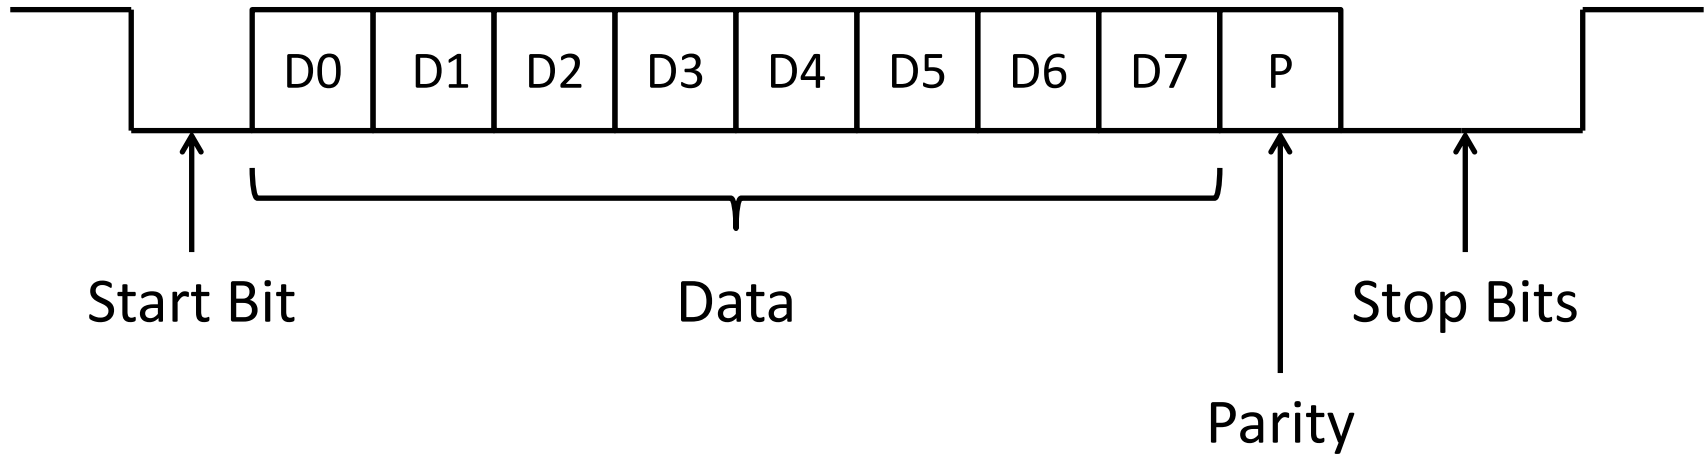 D0 D1 D2 D3 D4 D5 D6 D7 P
Start Bit Data Stop Bits
Parity